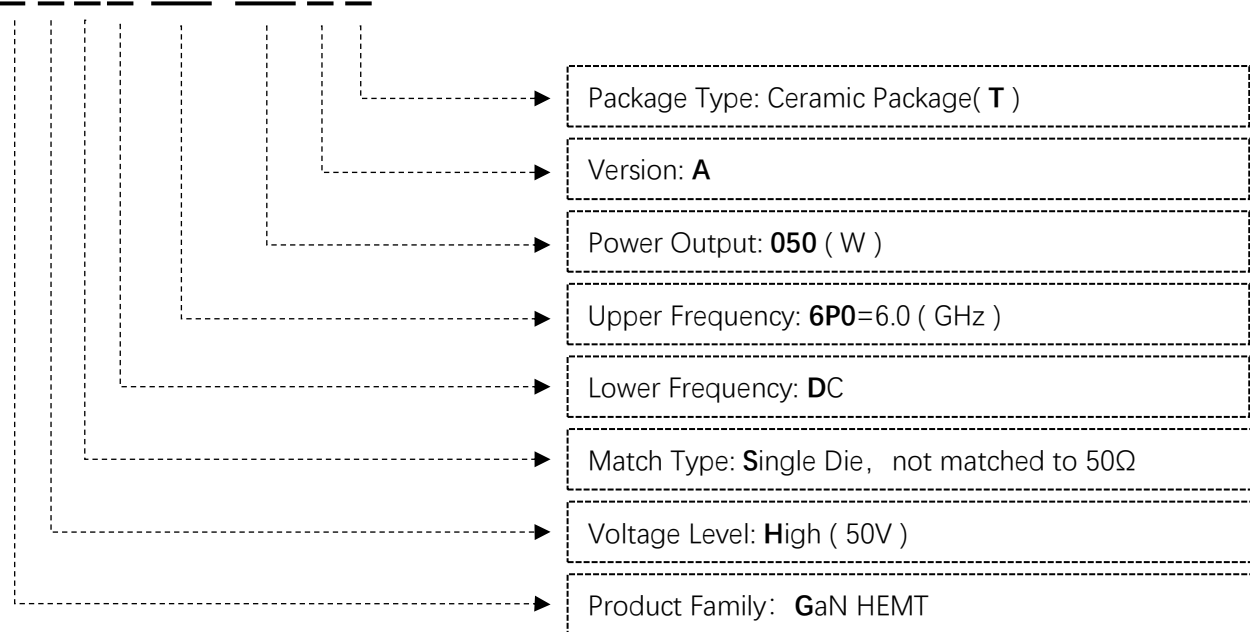 Package Type: Ceramic Package( T )
Version: A
Power Output: 050 ( W )
Upper Frequency: 6P0=6.0 ( GHz )
Lower Frequency: DC
Match Type: Single Die, not matched to 50Ω
Voltage Level: High ( 50V )
Product Family: GaN HEMT